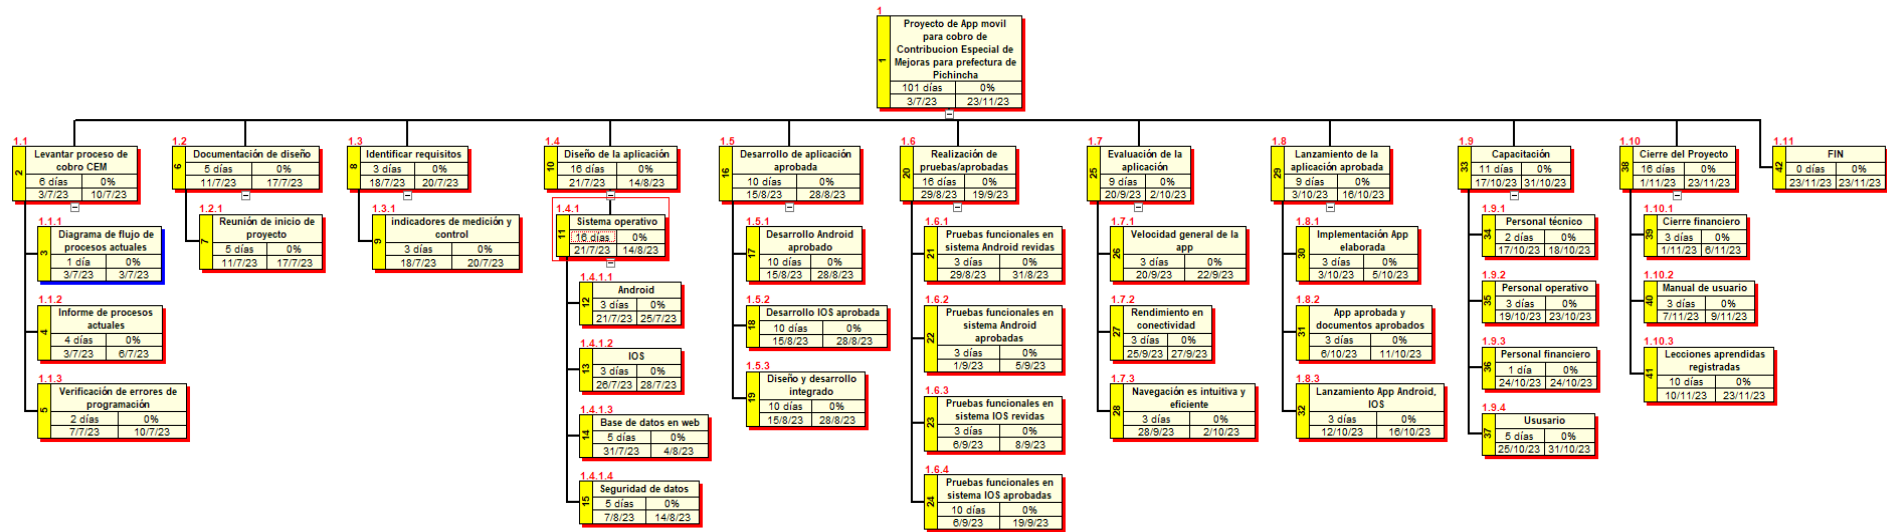 1
1
Proyecto de App movil
para cobro de
Contribucion Especial de
Mejoras para prefectura de
Pichincha
101 días 0%
3/7/23 23/11/23
1.1
2
Levantar proceso de
cobro CEM
6 días 0%
3/7/23 10/7/23
1.1.1
3
Diagrama de flujo de
procesos actuales
1 día 0%
3/7/23 3/7/23
1.1.2
4
Informe de procesos
actuales
4 días 0%
3/7/23 6/7/23
1.1.3
5
Verificación de errores de
programación
2 días 0%
7/7/23 10/7/23
1.2
6
Documentación de diseño
5 días 0%
11/7/23 17/7/23
1.2.1
7
Reunión de inicio de
proyecto
5 días 0%
11/7/23 17/7/23
1.3
8
Identificar requisitos
3 días 0%
18/7/23 20/7/23
1.3.1
9
indicadores de medición y
control
3 días 0%
18/7/23 20/7/23
1.4
10
Diseño de la aplicación
16 días 0%
21/7/23 14/8/23
1.4.1
11
Sistema operativo
16 días 0%
21/7/23 14/8/23
1.4.1.1
12
Android
3 días 0%
21/7/23 25/7/23
1.4.1.2
13
IOS
3 días 0%
26/7/23 28/7/23
1.4.1.3
14
Base de datos en web
5 días 0%
31/7/23 4/8/23
1.4.1.4
15
Seguridad de datos
5 días 0%
7/8/23 14/8/23
1.5
16
Desarrollo de aplicación
aprobada
10 días 0%
15/8/23 28/8/23
1.5.1
17
Desarrollo Android
aprobado
10 días 0%
15/8/23 28/8/23
1.5.2
18
Desarrollo IOS aprobada
10 días 0%
15/8/23 28/8/23
1.5.3
19
Diseño y desarrollo
integrado
10 días 0%
15/8/23 28/8/23
1.6
20
Realización de
pruebas/aprobadas
16 días 0%
29/8/23 19/9/23
1.6.1
21
Pruebas funcionales en
sistema Android revidas
3 días 0%
29/8/23 31/8/23
1.6.2
22
Pruebas funcionales en
sistema Android
aprobadas
3 días 0%
1/9/23 5/9/23
1.6.3
23
Pruebas funcionales en
sistema IOS revidas
3 días 0%
6/9/23 8/9/23
1.6.4
24
Pruebas funcionales en
sistema IOS aprobadas
10 días 0%
6/9/23 19/9/23
1.7
25
Evaluación de la
aplicación
9 días 0%
20/9/23 2/10/23
1.7.1
26
Velocidad general de la
app
3 días 0%
20/9/23 22/9/23
1.7.2
27
Rendimiento en
conectividad
3 días 0%
25/9/23 27/9/23
1.7.3
28
Navegación es intuitiva y
eficiente
3 días 0%
28/9/23 2/10/23
1.8
29
Lanzamiento de la
aplicación aprobada
9 días 0%
3/10/23 16/10/23
1.8.1
30
Implementación App
elaborada
3 días 0%
3/10/23 5/10/23
1.8.2
31
App aprobada y
documentos aprobados
3 días 0%
6/10/23 11/10/23
1.8.3
32
Lanzamiento App Android,
IOS
3 días 0%
12/10/23 16/10/23
1.9
33
Capacitación
11 días 0%
17/10/23 31/10/23
1.9.1
34
Personal técnico
2 días 0%
17/10/23 18/10/23
1.9.2
35
Personal operativo
3 días 0%
19/10/23 23/10/23
1.9.3
36
Personal financiero
1 día 0%
24/10/23 24/10/23
1.9.4
37
Ususario
5 días 0%
25/10/23 31/10/23
1.10
38
Cierre del Proyecto
16 días 0%
1/11/23 23/11/23
1.10.1
39
Cierre financiero
3 días 0%
1/11/23 6/11/23
1.10.2
40
Manual de usuario
3 días 0%
7/11/23 9/11/23
1.10.3
41
Lecciones aprendidas
registradas
10 días 0%
10/11/23 23/11/23
1.11
42
FIN
0 días 0%
23/11/23 23/11/23